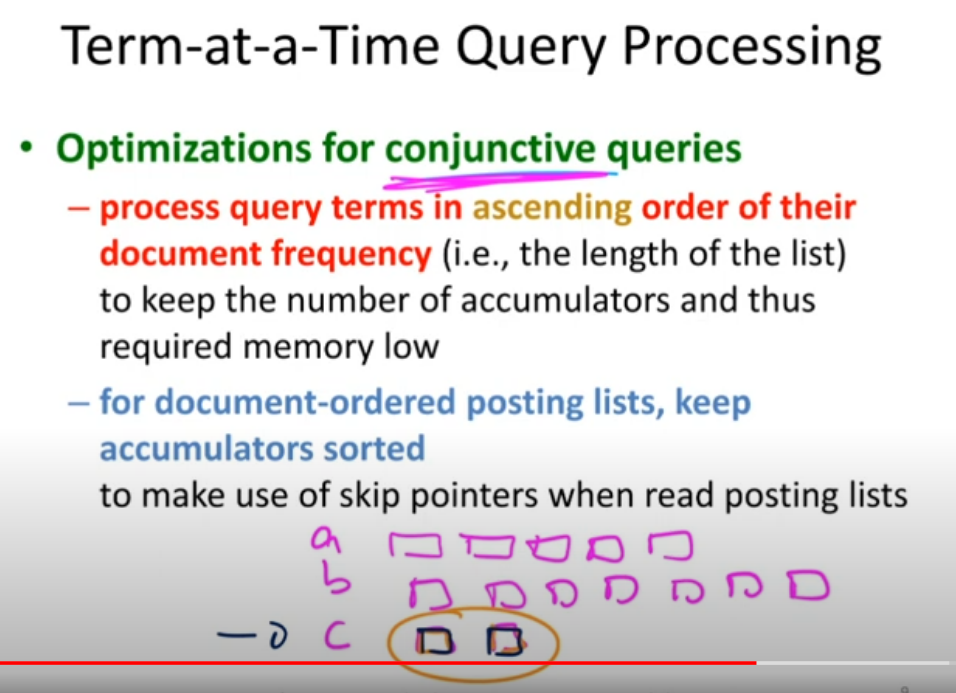 Term-at-a-Time Query Processing
• Optimizations for conjunctive queries
– process query terms in ascending order of their
document frequency (i.e., the length of the list)
to keep the number of accumulators and thus
required memory low
– for document-ordered posting lists, keep
accumulators sorted
to make use of skip pointers when read posting lists
a
b
c